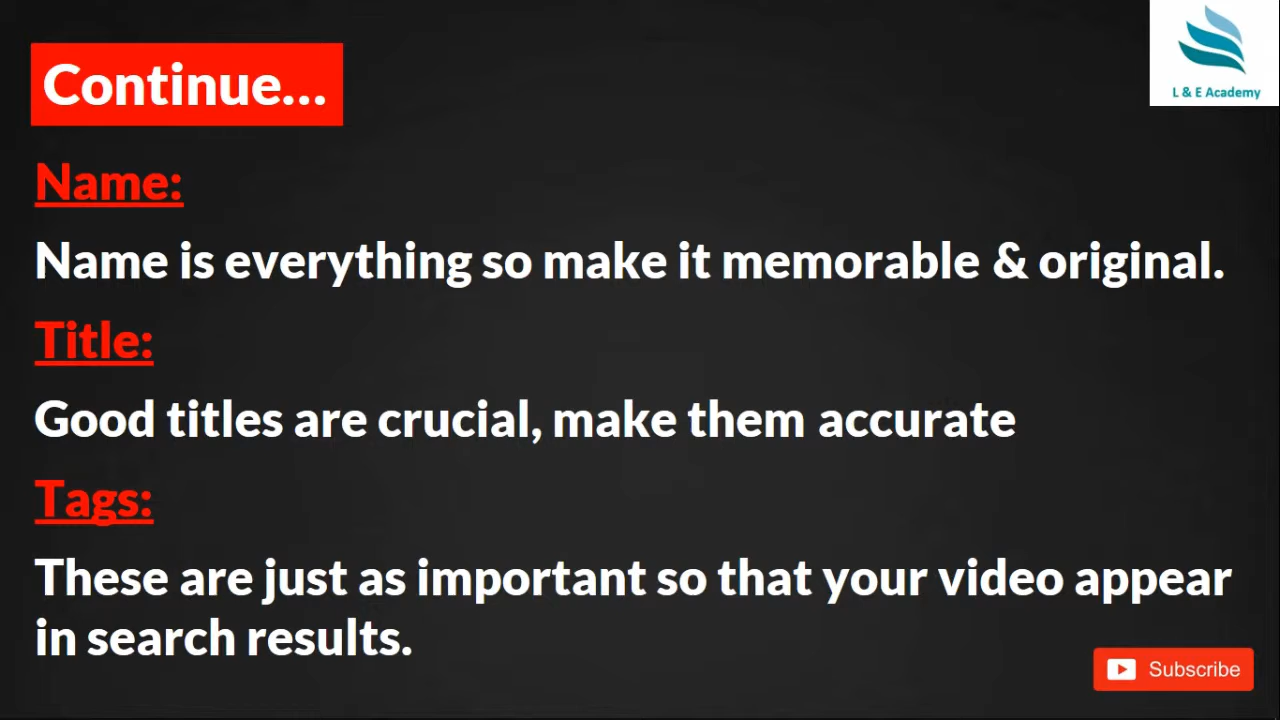 Continue...
L & E Academy
Name:
Name is everything so make it memorable & original.
Title:
Good titles are crucial, make them accurate
Tags:
These are just as important so that your video appear
in search results.
Subscribe